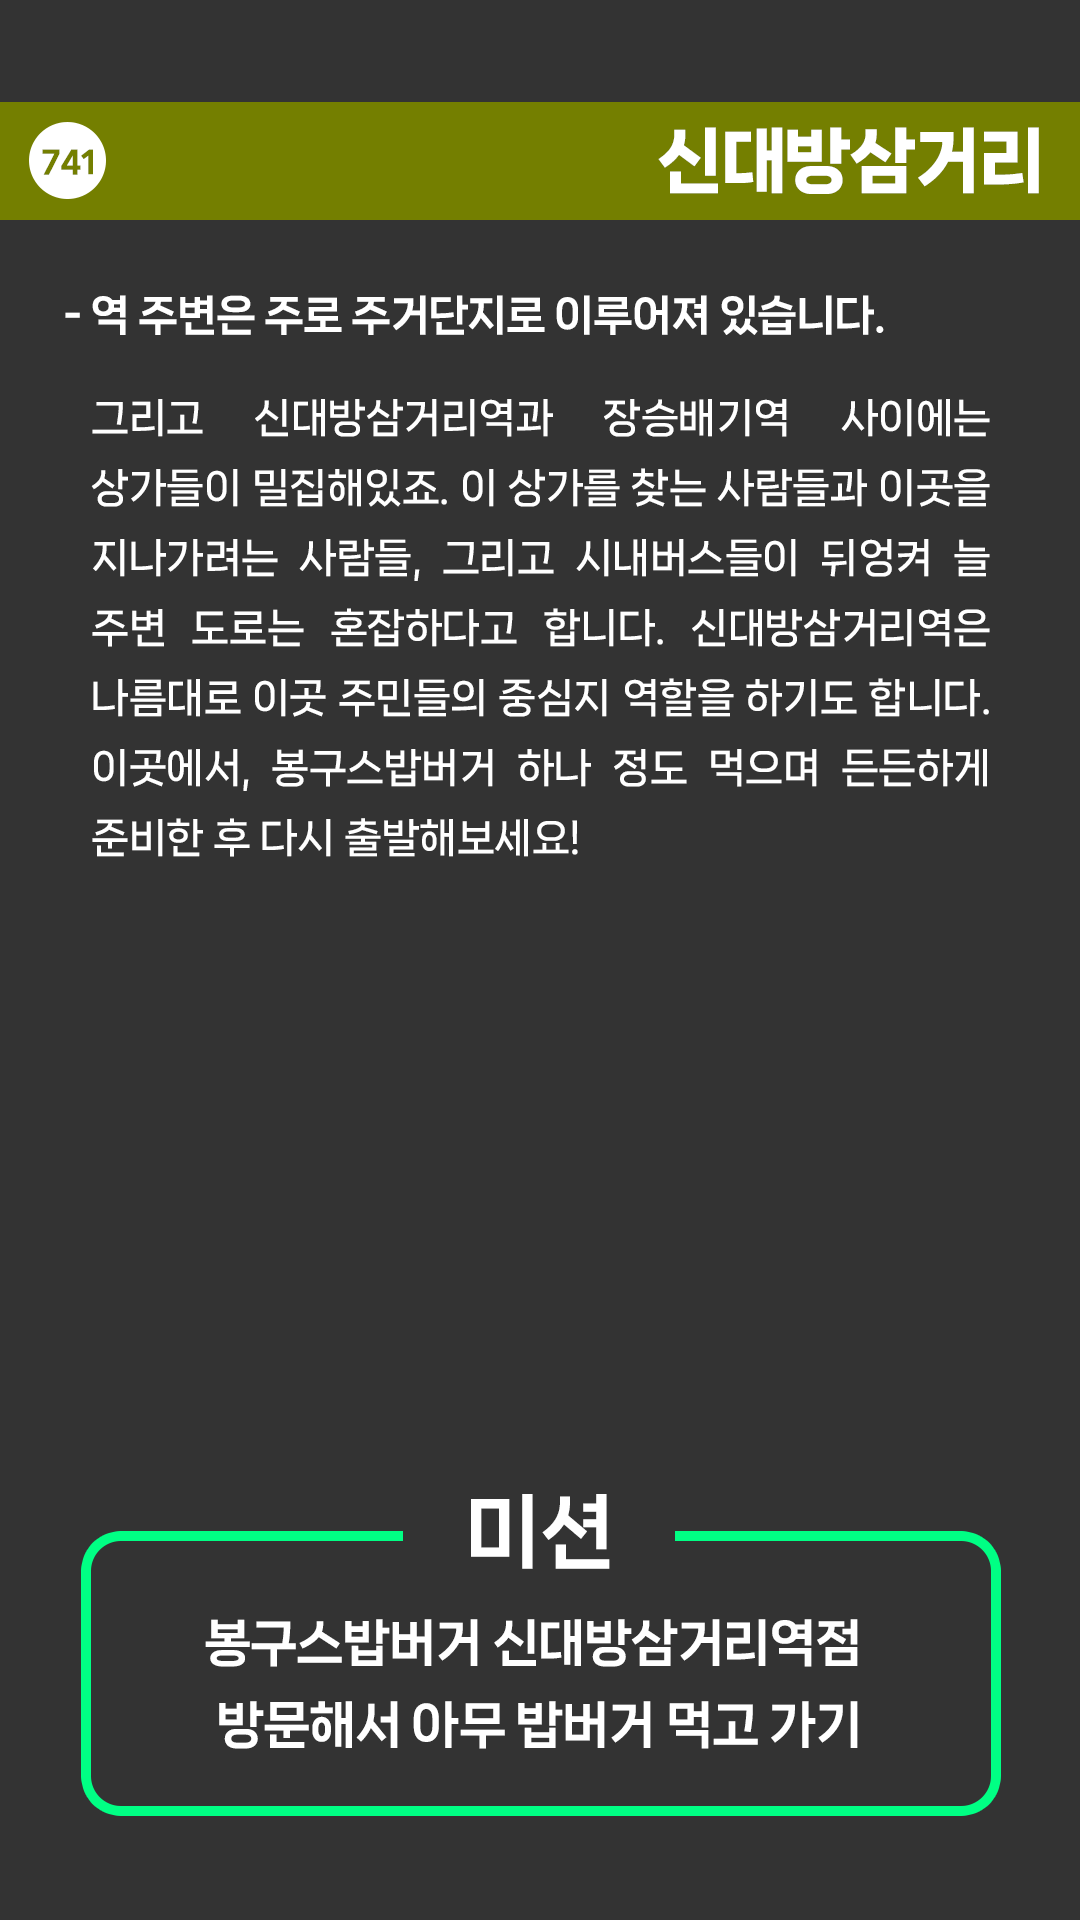 741
신대방삼거리
- 역 주변은 주로 주거단지로 이루어져 있습니다.
그리고 신대방삼거리역과 장승배기역 사이에는
상가들이 밀집해있죠. 이 상가를 찾는 사람들과 이곳을
지나가려는 사람들, 그리고 시내버스들이 뒤엉켜 늘
주변 도로는 혼잡하다고 합니다. 신대방삼거리역은
나름대로 이곳 주민들의 중심지 역할을 하기도 합니다.
이곳에서, 봉구스밥버거 하나 정도 먹으며 든든하게
준비한 후 다시 출발해보세요!
미션
봉구스밥버거 신대방삼거리역점
방문해서 아무 밥버거 먹고 가기